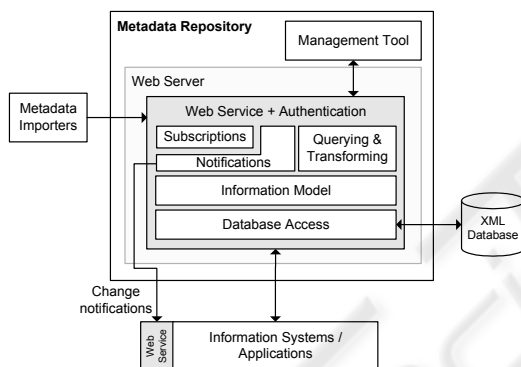 Metadata Repository
Management Tool
Web Server
Metadata
Importers
Web Service + Authentication
Subscriptions
Notifications
Querying &
Transforming
Information Model
Database Access
XML
Database
Change
notifications
Web
Service
Information Systems /
Applications